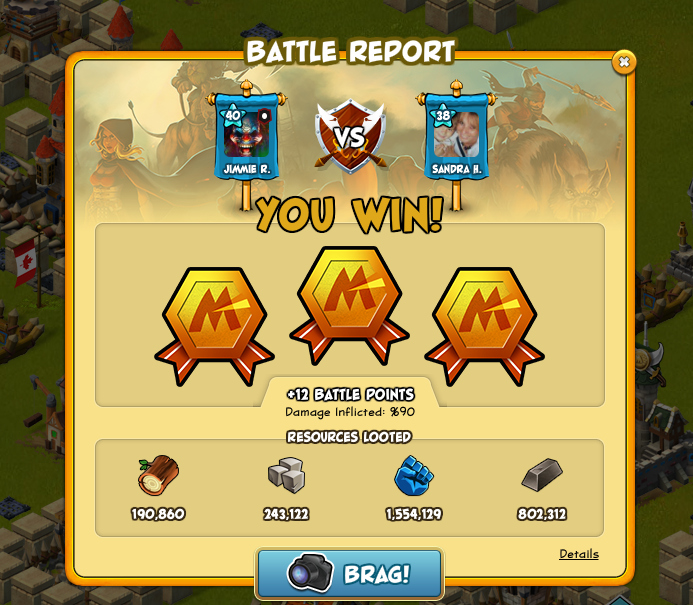 BATTLE REPORT
40
VS
38
JIMMIE R.
SANDRA H.
YOU WIN!
M M M
+12 BATTLE POINTS
Damage Inflicted: %90
RESOURCES LOOTED
190,860 243,122 1,554,129 802,312
Details
BRAG!